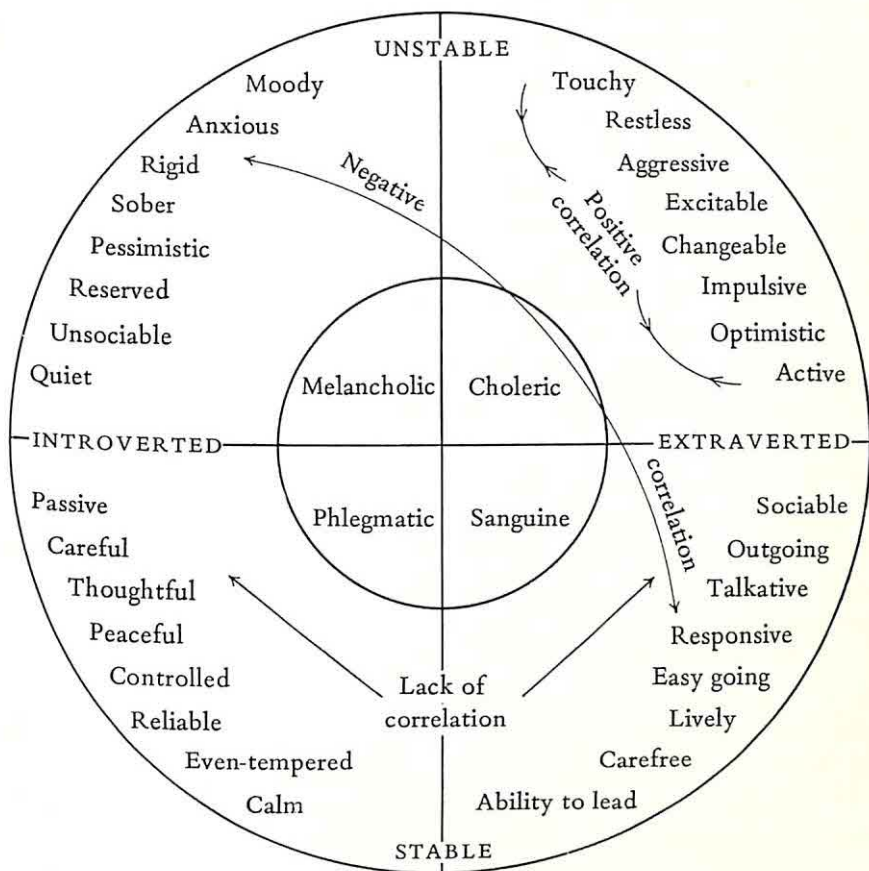 UNSTABLE
Moody
Anxious
Rigid
Sober
Pessimistic
Reserved
Unsociable
Quiet
Touchy
Restless
Aggressive
Excitable
Changeable
Impulsive
Optimistic
Active
Negative
correlation
Positive
correlation
Melancholic
Choleric
INTROVERTED
EXTRAVERTED
Phlegmatic
Sanguine
Passive
Careful
Thoughtful
Peaceful
Controlled
Reliable
Even-tempered
Calm
Sociable
Outgoing
Talkative
Responsive
Easy going
Lively
Carefree
Ability to lead
Lack of
correlation
STABLE